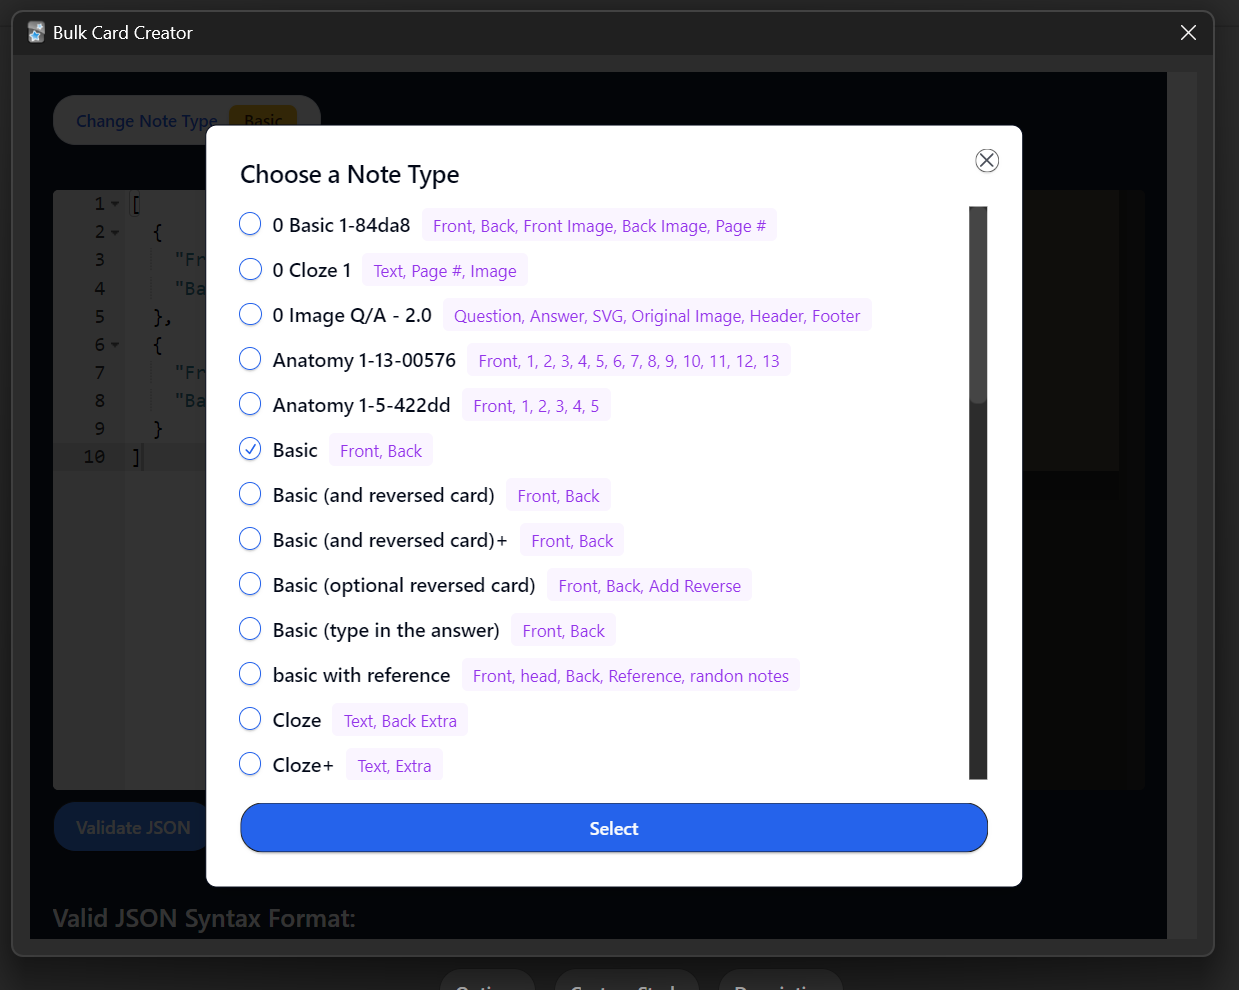 Bulk Card Creator
Change Note Type Basic
Choose a Note Type
0 Basic 1-84da8 Front, Back, Front Image, Back Image, Page #
0 Cloze 1 Text, Page #, Image
0 Image Q/A - 2.0 Question, Answer, SVG, Original Image, Header, Footer
Anatomy 1-13-00576 Front, 1, 2, 3, 4, 5, 6, 7, 8, 9, 10, 11, 12, 13
Anatomy 1-5-422dd Front, 1, 2, 3, 4, 5
Basic Front, Back
Basic (and reversed card) Front, Back
Basic (and reversed card)+ Front, Back
Basic (optional reversed card) Front, Back, Add Reverse
Basic (type in the answer) Front, Back
basic with reference Front, head, Back, Reference, randon notes
Cloze Text, Back Extra
Cloze+ Text, Extra
Select
1 [
2 {
3 "Fr
4 "Ba
5 },
6 {
7 "Fr
8 "Ba
9 }
10 ]
Validate JSON
Valid JSON Syntax Format: